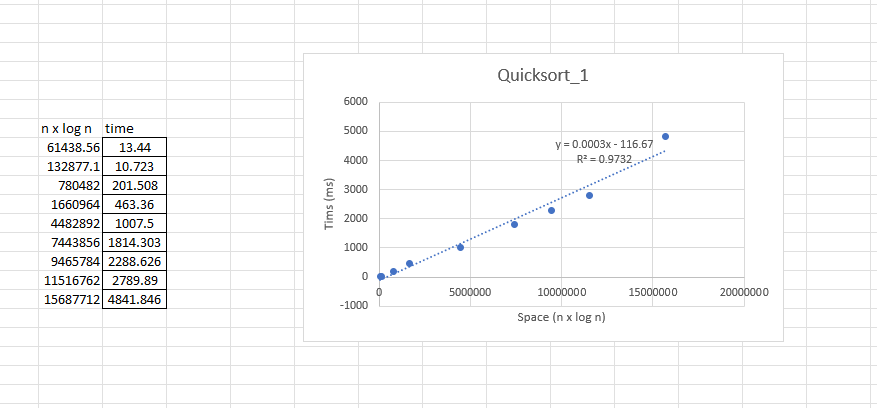 n x log n time
61438.56 13.44
132877.1 10.723
780482 201.508
1660964 463.36
4482892 1007.5
7443856 1814.303
9465784 2288.626
11516762 2789.89
15687712 4841.846
Quicksort_1
6000
5000
4000
3000
2000
1000
0
-1000
Tims (ms)
y = 0.0003x - 116.67
R² = 0.9732
0 5000000 10000000 15000000 20000000
Space (n x log n)